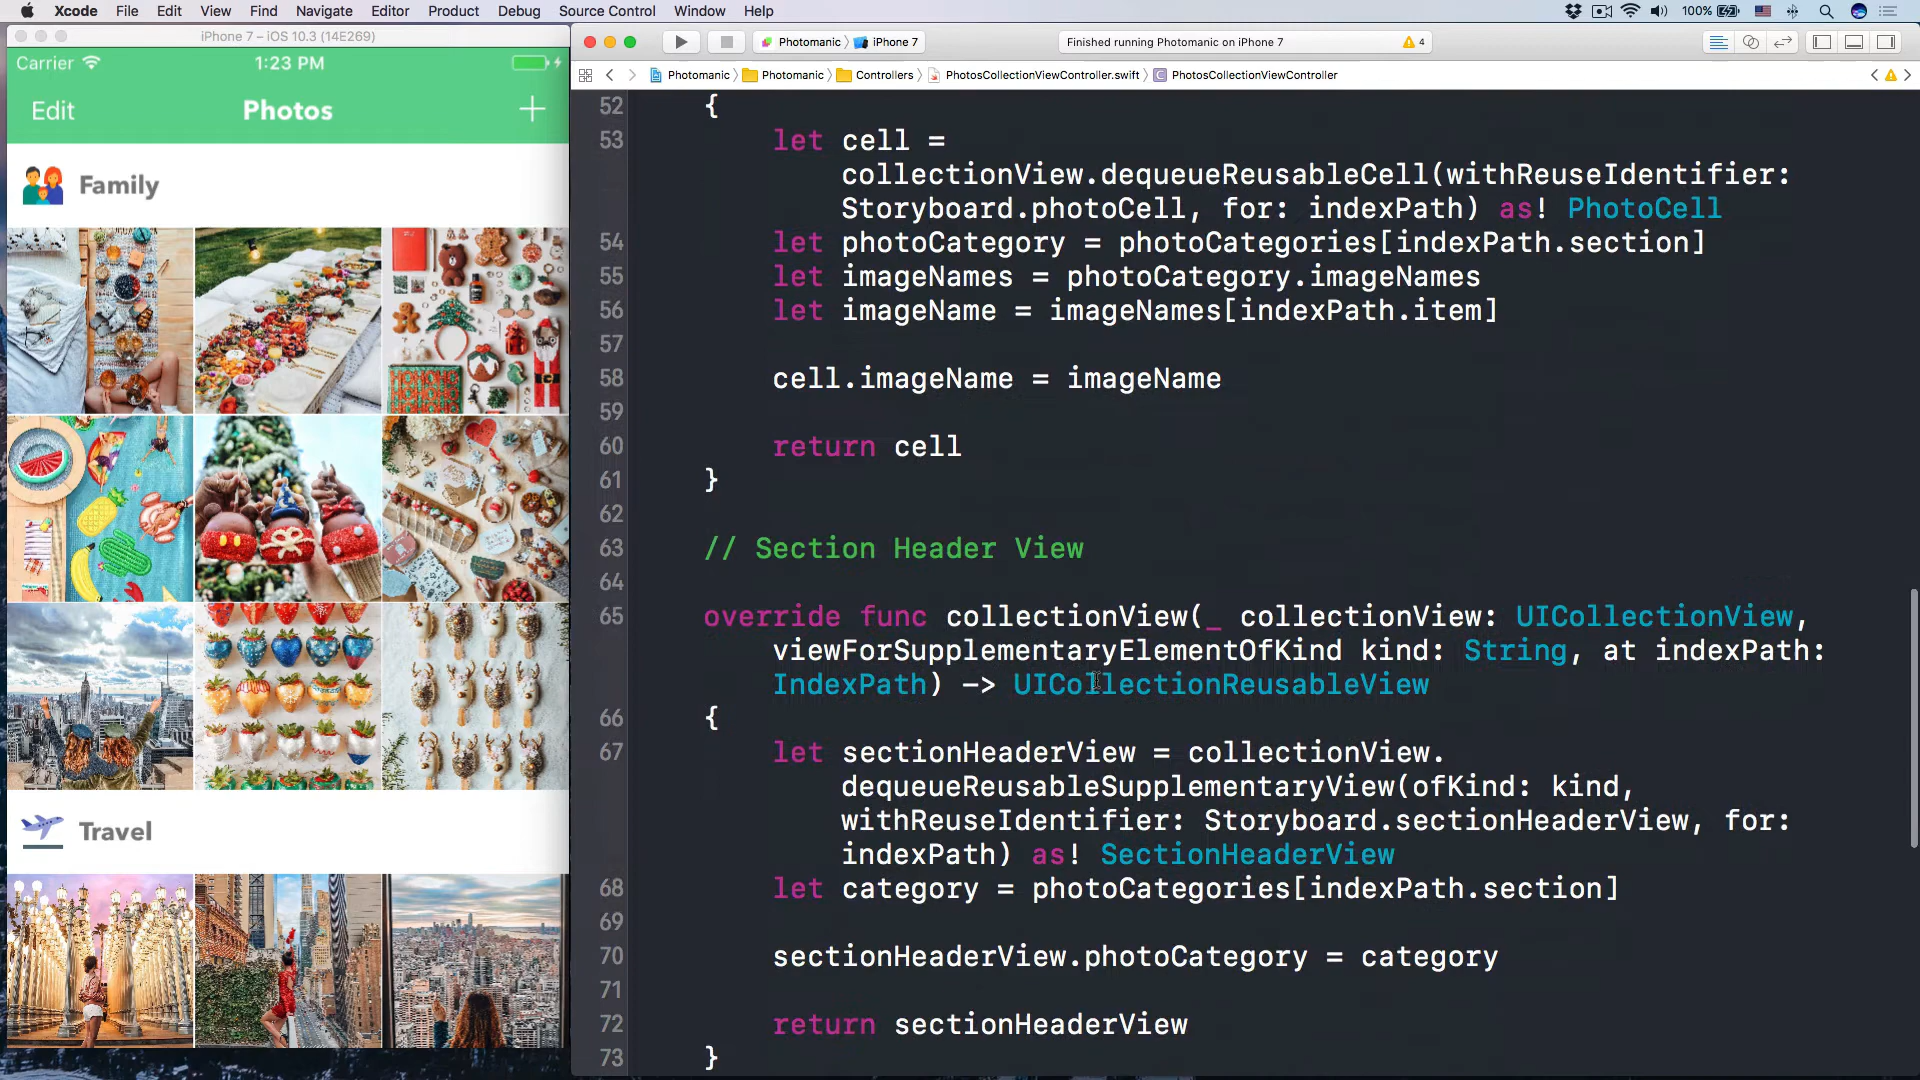 Xcode File Edit View Find Navigate Editor Product Debug Source Control Window Help 100%
iPhone 7 – iOS 10.3 (14E269)
Carrier 1:23 PM
Edit Photos +
Family
Travel
Photomanic iPhone 7 Finished running Photomanic on iPhone 7 4
Photomanic Photomanic Controllers PhotosCollectionViewController.swift C PhotosCollectionViewController
52 {
53 let cell =
collectionView.dequeueReusableCell(withReuseIdentifier:
Storyboard.photoCell, for: indexPath) as! PhotoCell
54 let photoCategory = photoCategories[indexPath.section]
55 let imageNames = photoCategory.imageNames
56 let imageName = imageNames[indexPath.item]
57
58 cell.imageName = imageName
59
60 return cell
61 }
62
63 // Section Header View
64
65 override func collectionView(_ collectionView: UICollectionView,
viewForSupplementaryElementOfKind kind: String, at indexPath:
IndexPath) -> UICollectionReusableView
66 {
67 let sectionHeaderView = collectionView.
dequeueReusableSupplementaryView(ofKind: kind,
withReuseIdentifier: Storyboard.sectionHeaderView, for:
indexPath) as! SectionHeaderView
68 let category = photoCategories[indexPath.section]
69
70 sectionHeaderView.photoCategory = category
71
72 return sectionHeaderView
73 }